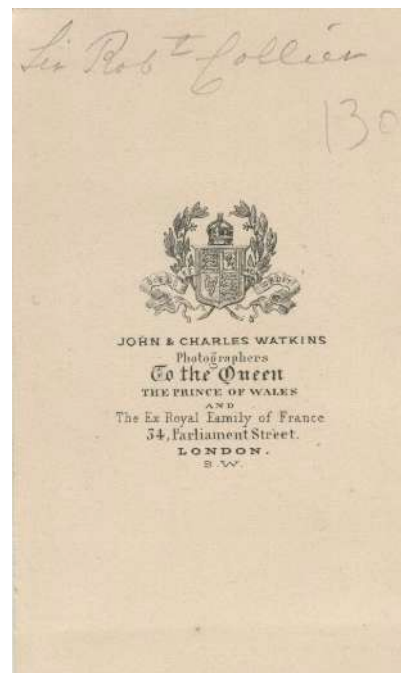 Sir Robt Collier
130
JOHN & CHARLES WATKINS
Photographers
To the Queen
THE PRINCE OF WALES
AND
The Ex Royal Family of France
34, Parliament Street.
LONDON.
S.W.